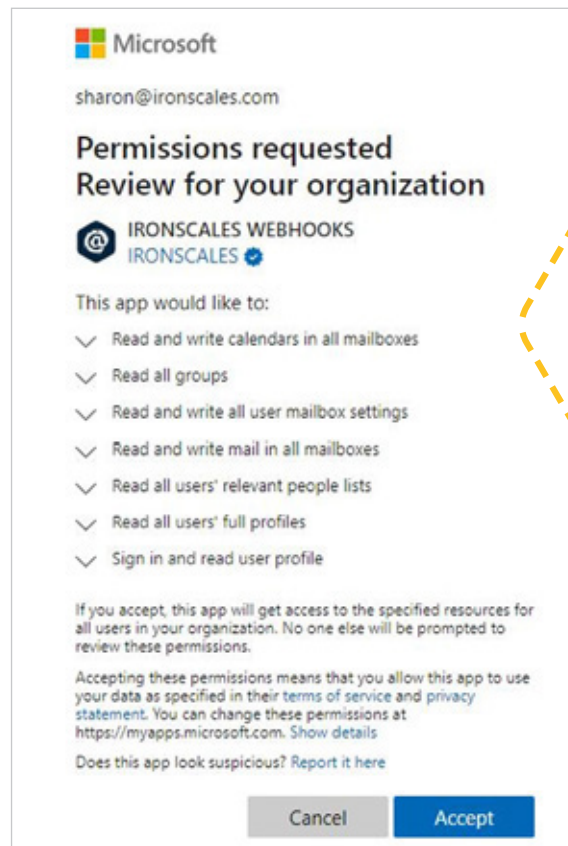 Microsoft
sharon@ironscales.com
Permissions requested
Review for your organization
IRONSCALES WEBHOOKS
IRONSCALES
This app would like to:
Read and write calendars in all mailboxes
Read all groups
Read and write all user mailbox settings
Read and write mail in all mailboxes
Read all users' relevant people lists
Read all users' full profiles
Sign in and read user profile
If you accept, this app will get access to the specified resources for
all users in your organization. No one else will be prompted to
review these permissions.
Accepting these permissions means that you allow this app to use
your data as specified in their terms of service and privacy
statement. You can change these permissions at
https://myapps.microsoft.com. Show details
Does this app look suspicious? Report it here
Cancel Accept